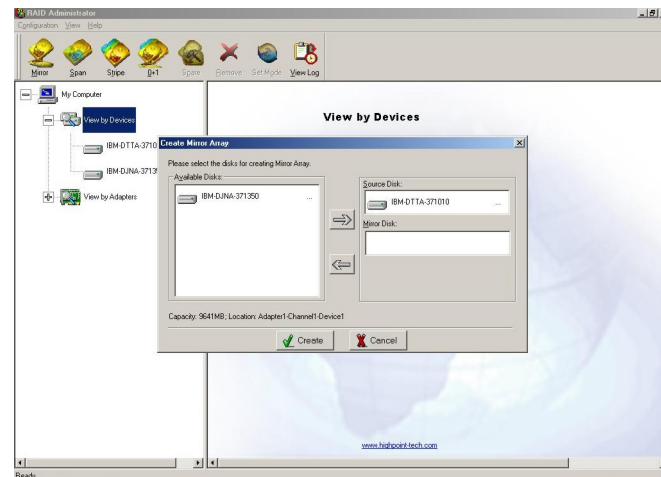 RAID Administrator
Configuration View Help
Mirror Span Stripe 0+1 Spare Remove Set Mode View Log
My Computer
View by Devices
IBM-DTTA-3710
IBM-DJNA-3713
View by Adapters
View by Devices
Create Mirror Array
Please select the disks for creating Mirror Array.
Available Disks:
IBM-DJNA-371350 ...
Source Disk:
IBM-DTTA-371010 ...
Mirror Disk:
Capacity: 9641MB; Location: Adapter1-Channel1-Device1
Create Cancel
www.highpoint-tech.com
Ready